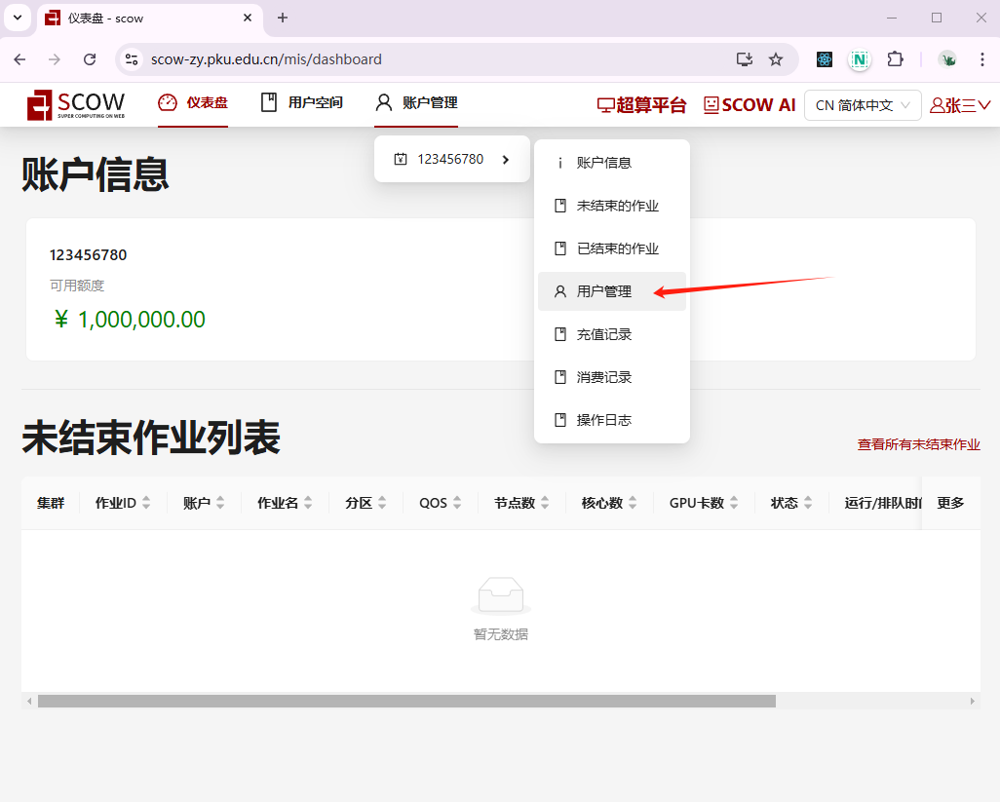 仪表盘 - scow
scow-zy.pku.edu.cn/mis/dashboard
SCOW
SUPER COMPUTING ON WEB
仪表盘
用户空间
账户管理
超算平台
SCOW AI
CN 简体中文
张三
123456780
账户信息
未结束的作业
已结束的作业
用户管理
充值记录
消费记录
操作日志
账户信息
123456780
可用额度
¥ 1,000,000.00
未结束作业列表
查看所有未结束作业
集群 作业ID 账户 作业名 分区 QOS 节点数 核心数 GPU卡数 状态 运行/排队时 更多
暂无数据